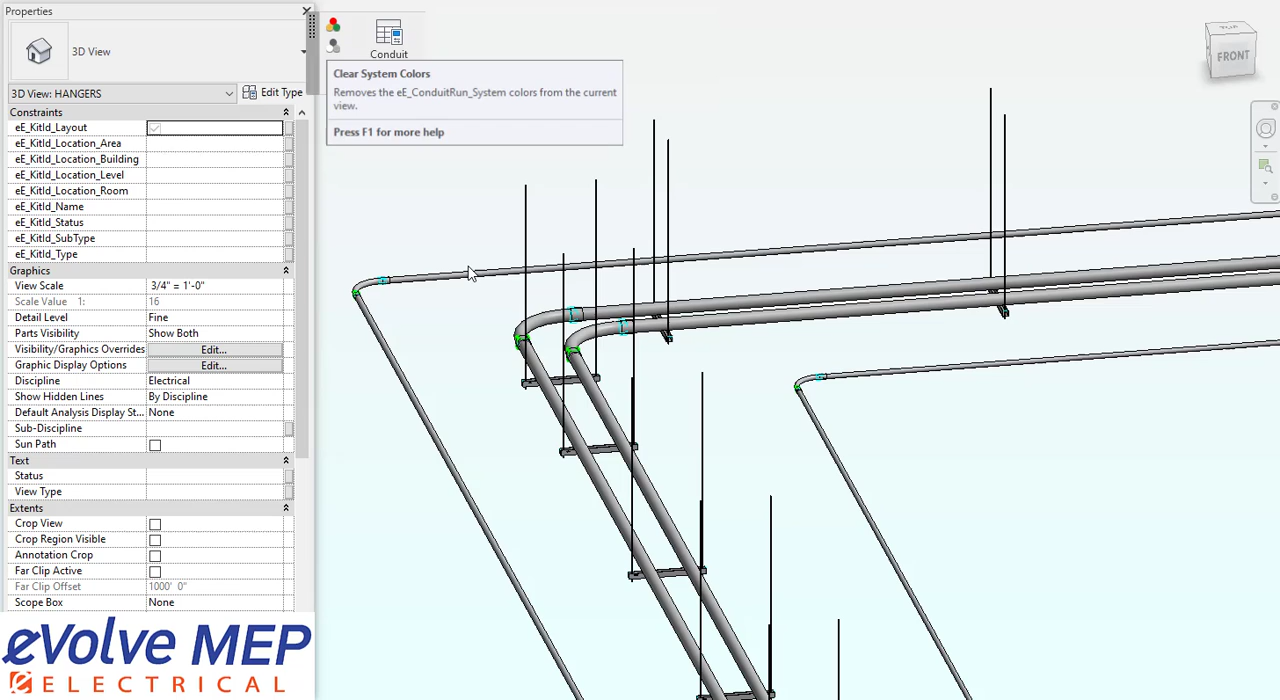 Properties
3D View
3D View: HANGERS
Edit Type
Constraints
eE_KitId_Layout
eE_KitId_Location_Area
eE_KitId_Location_Building
eE_KitId_Location_Level
eE_KitId_Location_Room
eE_KitId_Name
eE_KitId_Status
eE_KitId_SubType
eE_KitId_Type
Graphics
View Scale 3/4" = 1'-0"
Scale Value 1: 16
Detail Level Fine
Parts Visibility Show Both
Visibility/Graphics Overrides Edit...
Graphic Display Options Edit...
Discipline Electrical
Show Hidden Lines By Discipline
Default Analysis Display St... None
Sub-Discipline
Sun Path
Text
Status
View Type
Extents
Crop View
Crop Region Visible
Annotation Crop
Far Clip Active
Far Clip Offset 1000' 0"
Scope Box None
eVolve MEP
ELECTRICAL
Conduit
Clear System Colors
Removes the eE_ConduitRun_System colors from the current
view.
Press F1 for more help
TOP
FRONT